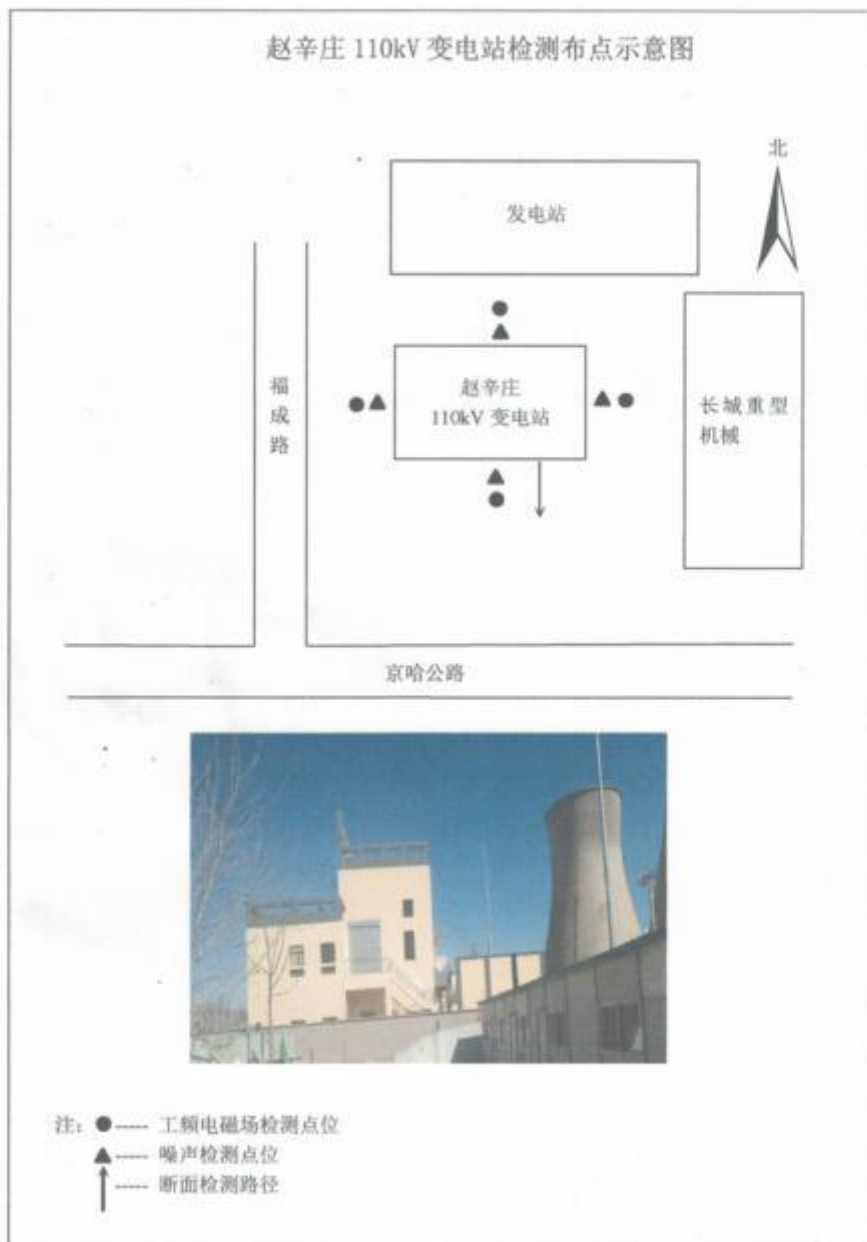 赵辛庄 110kV 变电站检测布点示意图
北
发电站
福成路
赵辛庄
110kV 变电站
长城重型
机械
京哈公路
注：●---- 工频电磁场检测点位
▲---- 噪声检测点位
↑---- 断面检测路径